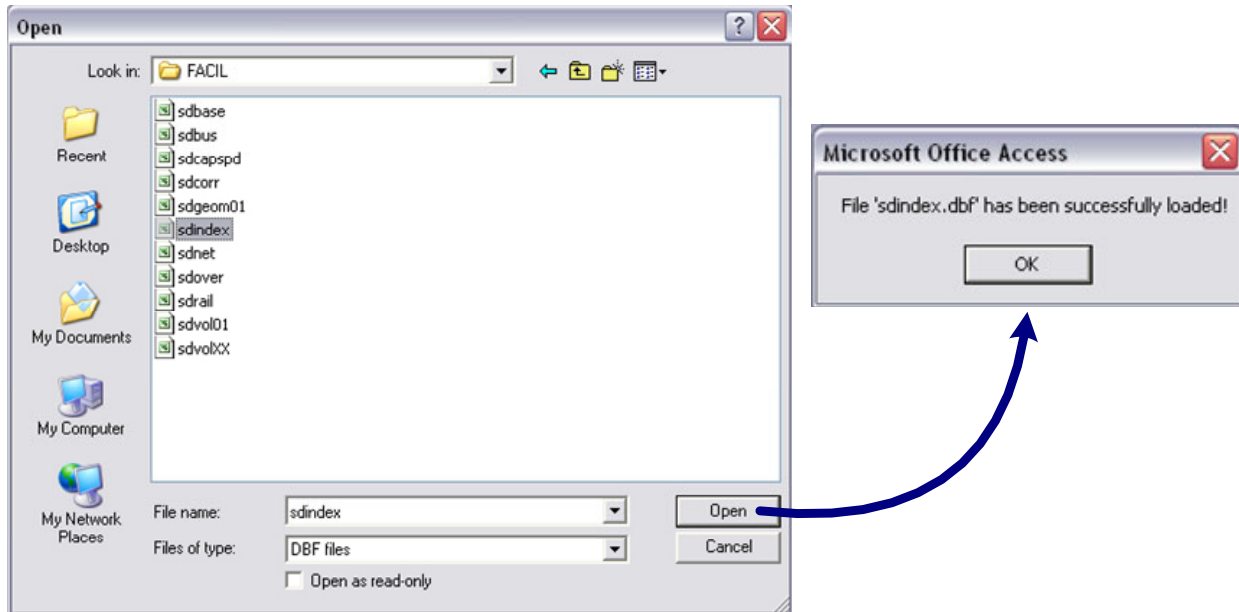 Open
Look in: FACIL
Recent
Desktop
My Documents
My Computer
My Network
Places
sdbase
sdbus
sdcapspd
sdcorr
sdgeom01
sdindex
sdnet
sdover
sdrail
sdvol01
sdvolXX
File name: sdindex Open
Files of type: DBF files Cancel
Open as read-only
Microsoft Office Access
File 'sdindex.dbf' has been successfully loaded!
OK